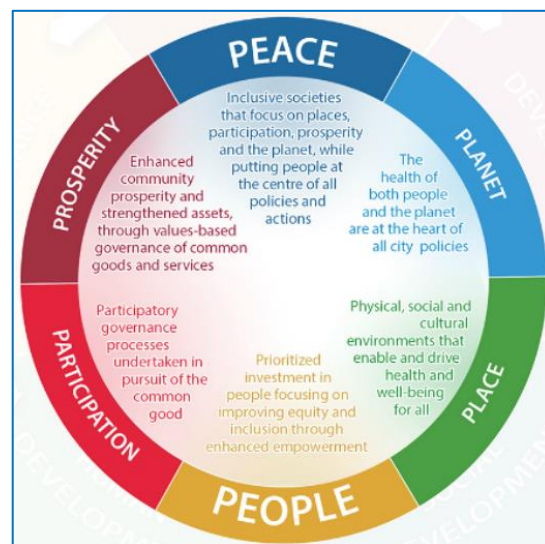 PEACE
Inclusive societies
that focus on places,
participation, prosperity
and the planet, while
putting people at
the centre of all
policies and
actions
PLANET
The
health of
both people
and the planet
are at the heart of
all city policies
PLACE
Physical, social and
cultural
environments that
enable and drive
health and
well-being
for all
PEOPLE
Prioritized
investment in
people focusing on
improving equity and
inclusion through
enhanced empowerment
PARTICIPATION
Participatory
governance
processes
undertaken in
pursuit of the
common
good
PROSPERITY
Enhanced
community
prosperity and
strengthened assets,
through values-based
governance of common
goods and services
DEVELOPMENT
DEVELOPMENT